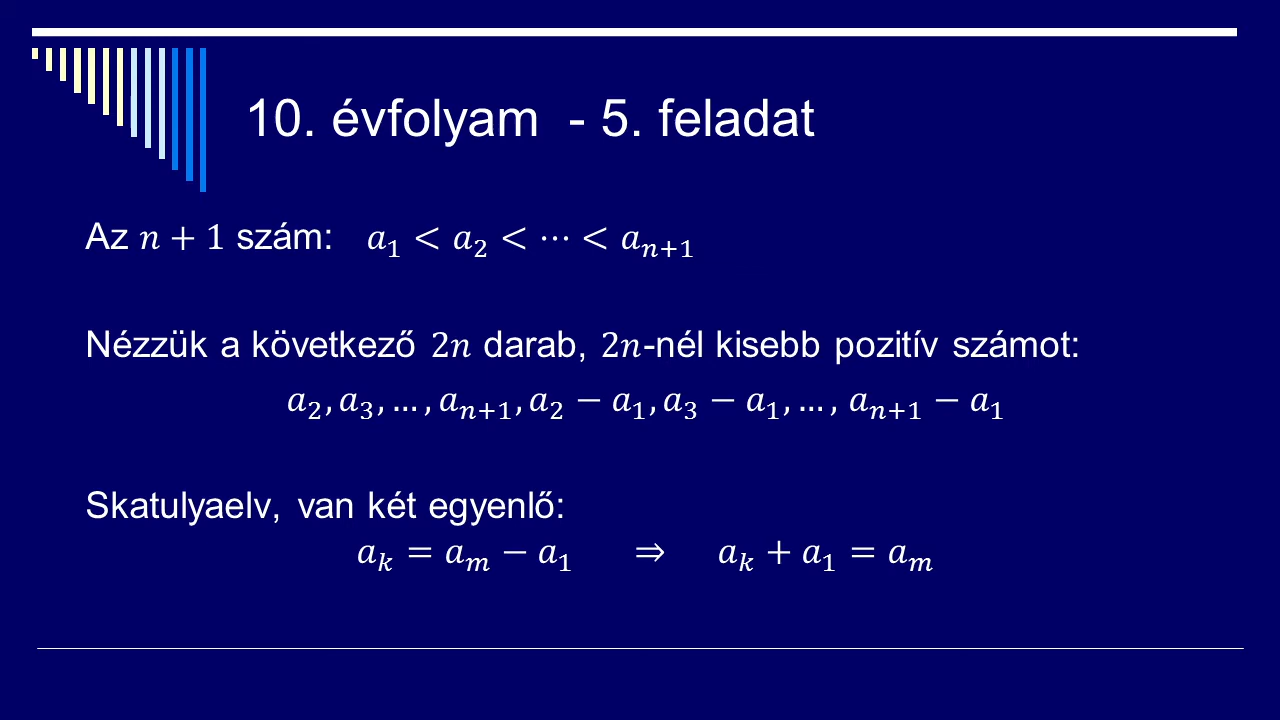 10. évfolyam - 5. feladat
Az 𝑛 + 1 szám: 𝑎₁ < 𝑎₂ < ⋯ < 𝑎ₙ₊₁
Nézzük a következő 2𝑛 darab, 2𝑛-nél kisebb pozitív számot:
𝑎₂, 𝑎₃, … , 𝑎ₙ₊₁, 𝑎₂ − 𝑎₁, 𝑎₃ − 𝑎₁, … , 𝑎ₙ₊₁ − 𝑎₁
Skatulyaelv, van két egyenlő:
𝑎ₖ = 𝑎ₘ − 𝑎₁ ⇒ 𝑎ₖ + 𝑎₁ = 𝑎ₘ